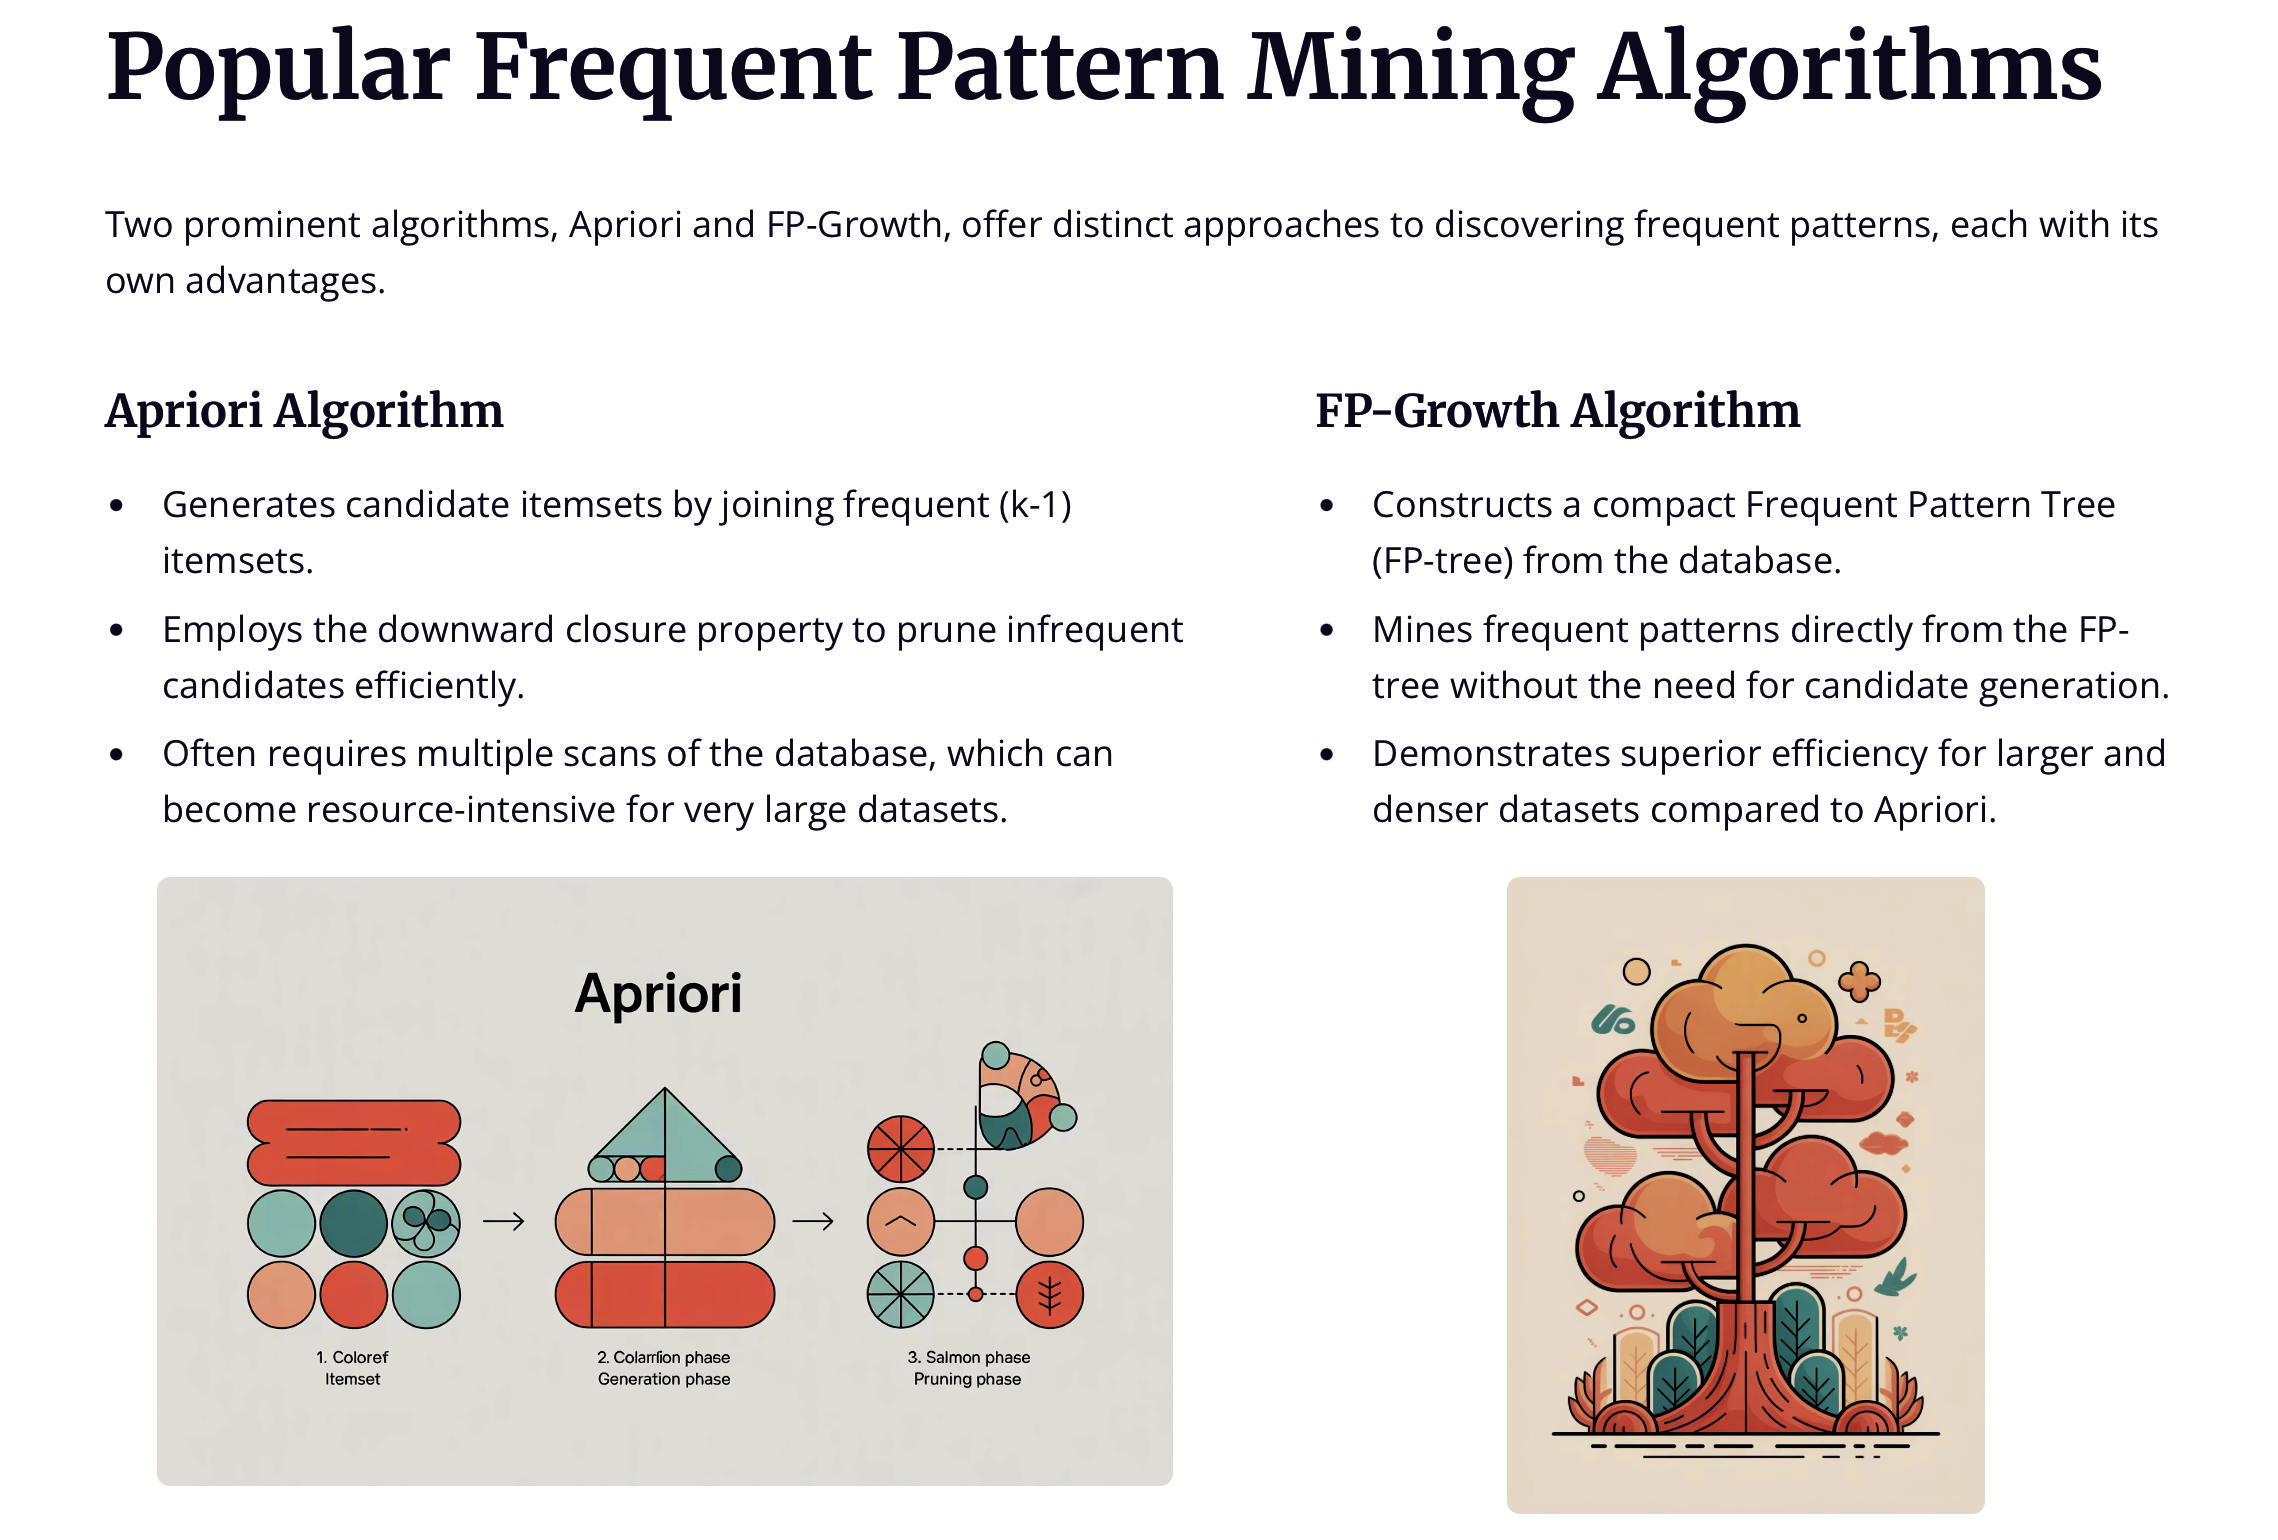 Popular Frequent Pattern Mining Algorithms
Two prominent algorithms, Apriori and FP-Growth, offer distinct approaches to discovering frequent patterns, each with its
own advantages.
Apriori Algorithm
• Generates candidate itemsets by joining frequent (k-1)
itemsets.
• Employs the downward closure property to prune infrequent
candidates efficiently.
• Often requires multiple scans of the database, which can
become resource-intensive for very large datasets.
Apriori
1. Coloref
Itemset
2. phase
Generation phase
3. Salmon phase
Pruning phase
FP-Growth Algorithm
• Constructs a compact Frequent Pattern Tree
(FP-tree) from the database.
• Mines frequent patterns directly from the FP-
tree without the need for candidate generation.
• Demonstrates superior efficiency for larger and
denser datasets compared to Apriori.